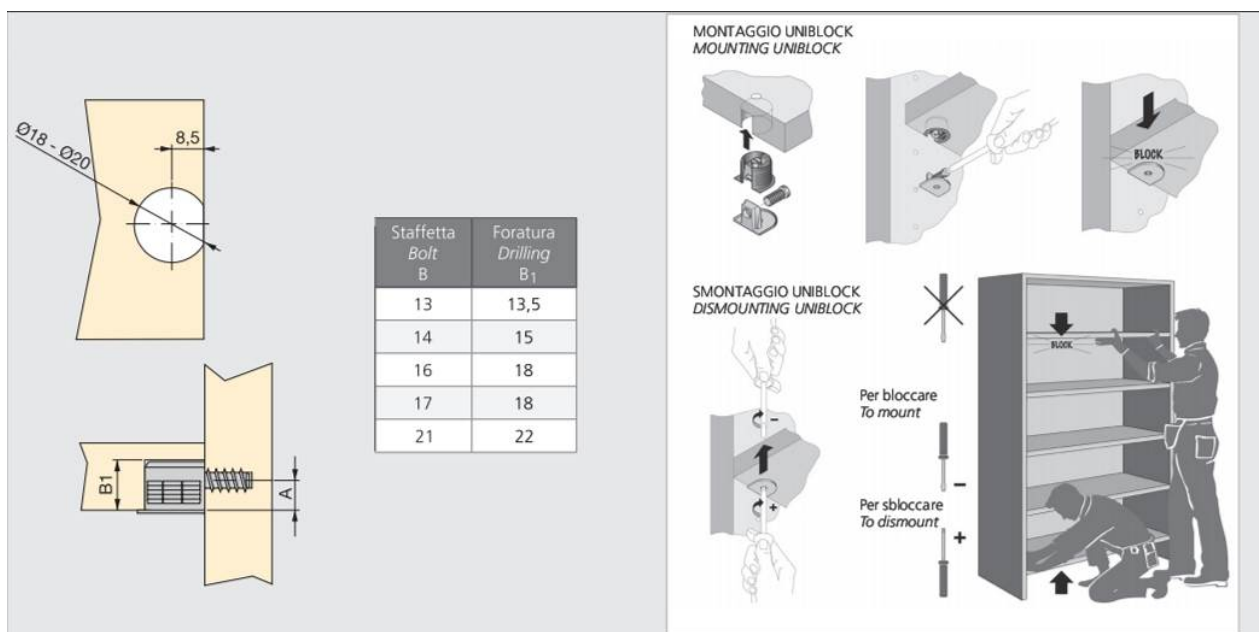 Ø18 - Ø20
8,5
B1
A
Staffetta
Bolt
B
Foratura
Drilling
B1
13 13,5
14 15
16 18
17 18
21 22
MONTAGGIO UNIBLOCK
MOUNTING UNIBLOCK
BLOCK
SMONTAGGIO UNIBLOCK
DISMOUNTING UNIBLOCK
-
+
Per bloccare
To mount
-
Per sbloccare
To dismount
+
BLOCK